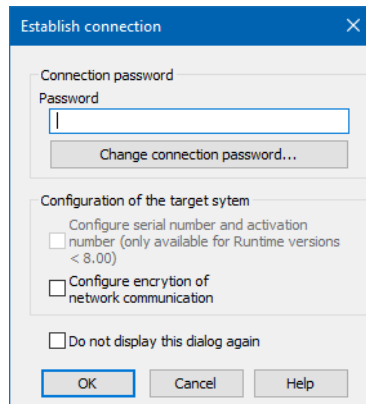 Establish connection
Connection password
Password
Change connection password...
Configuration of the target sytem
Configure serial number and activation
number (only available for Runtime versions
< 8.00)
Configure encrytion of
network communication
Do not display this dialog again
OK Cancel Help